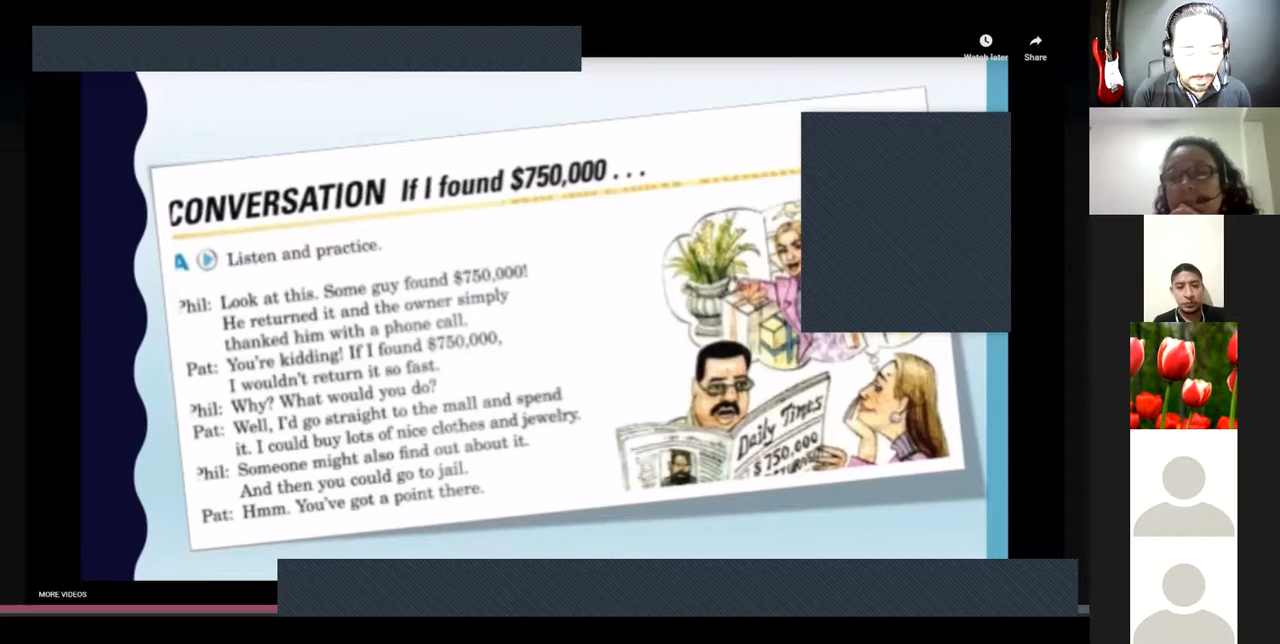 Watch later
Share
CONVERSATION If I found $750,000 . . .
A Listen and practice.
Phil: Look at this. Some guy found $750,000!
He returned it and the owner simply
thanked him with a phone call.
Pat: You're kidding! If I found $750,000,
I wouldn't return it so fast.
Phil: Why? What would you do?
Pat: Well, I'd go straight to the mall and spend
it. I could buy lots of nice clothes and jewelry.
Phil: Someone might also find out about it.
And then you could go to jail.
Pat: Hmm. You've got a point there.
Daily Times
$750,000
MORE VIDEOS